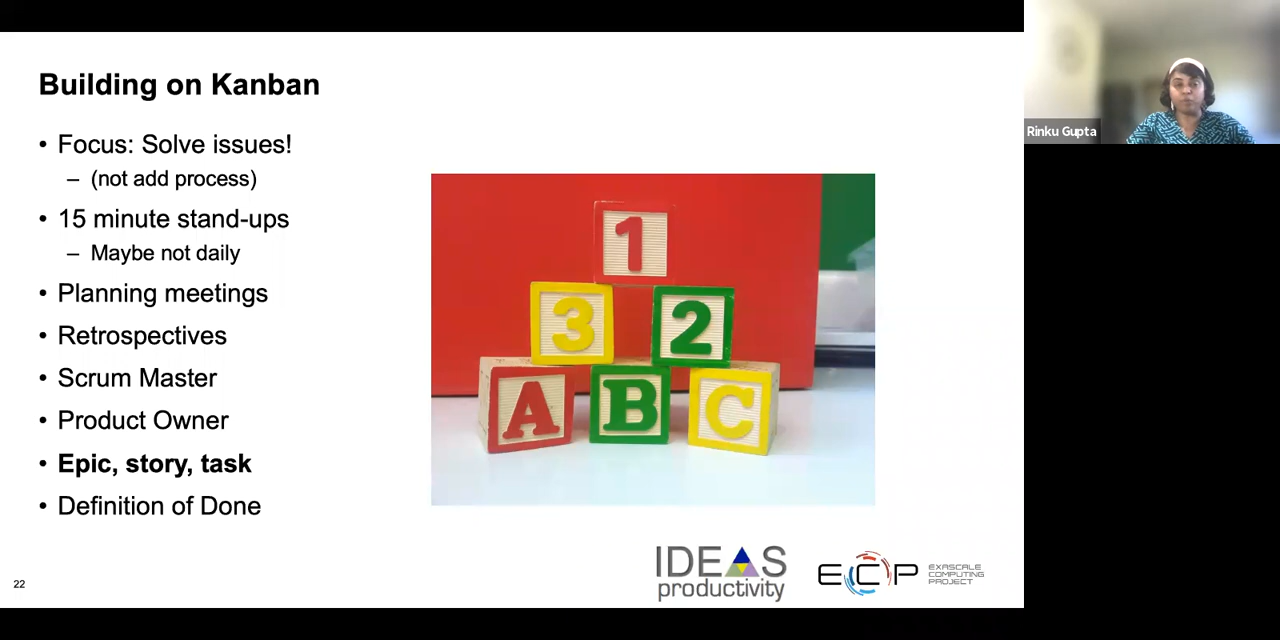 Building on Kanban
• Focus: Solve issues!
– (not add process)
• 15 minute stand-ups
– Maybe not daily
• Planning meetings
• Retrospectives
• Scrum Master
• Product Owner
• Epic, story, task
• Definition of Done
1
3 2
A B C
22
IDEAS
productivity
ECP
EXASCALE
COMPUTING
PROJECT
Rinku Gupta